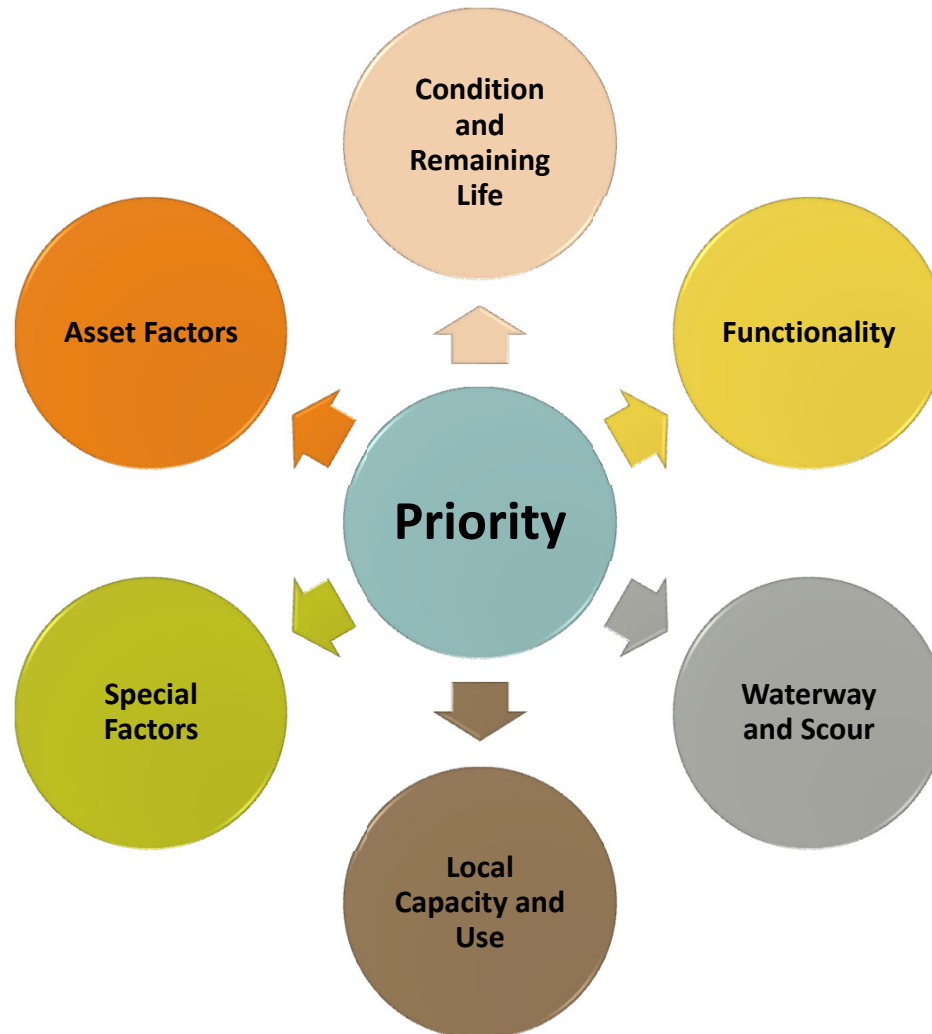 Condition
and
Remaining
Life
Asset Factors
Functionality
Priority
Special
Factors
Waterway
and Scour
Local
Capacity and
Use